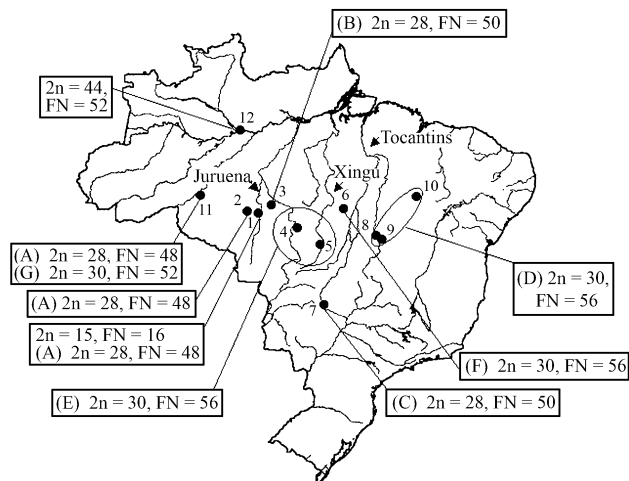 (B) 2n = 28, FN = 50
2n = 44,
FN = 52
12
Tocantins
Juruena
Xingu
3
10
6
2
1
11
4
8
9
5
(A) 2n = 28, FN = 48
(G) 2n = 30, FN = 52
(D) 2n = 30,
FN = 56
(A) 2n = 28, FN = 48
7
2n = 15, FN = 16
(A) 2n = 28, FN = 48
(F) 2n = 30, FN = 56
(E) 2n = 30, FN = 56
(C) 2n = 28, FN = 50